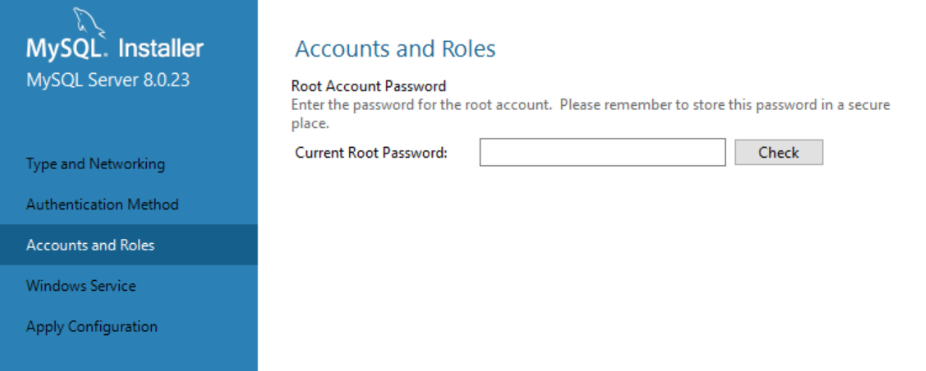 MySQL. Installer
MySQL Server 8.0.23
Type and Networking
Authentication Method
Accounts and Roles
Windows Service
Apply Configuration
Accounts and Roles
Root Account Password
Enter the password for the root account.  Please remember to store this password in a secure
place.
Current Root Password:
Check